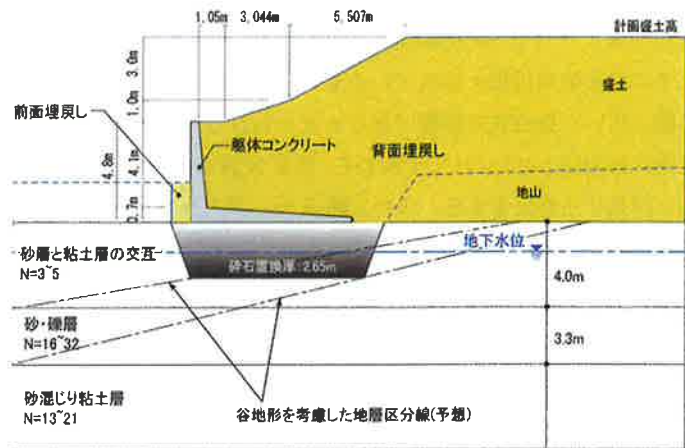 1.05m 3,044m 5,507m
計画盛土高
3.0m
盛土
1.0m
前面埋戻し
躯体コンクリート
背面埋戻し
4.8m
4.1m
地山
0.7m
砂層と粘土層の交互
N=3~5
地下水位
砕石置換厚:2.65m
4.0m
砂・礫層
N=16~32
3.3m
砂混じり粘土層
N=13~21
谷地形を考慮した地層区分線(予想)